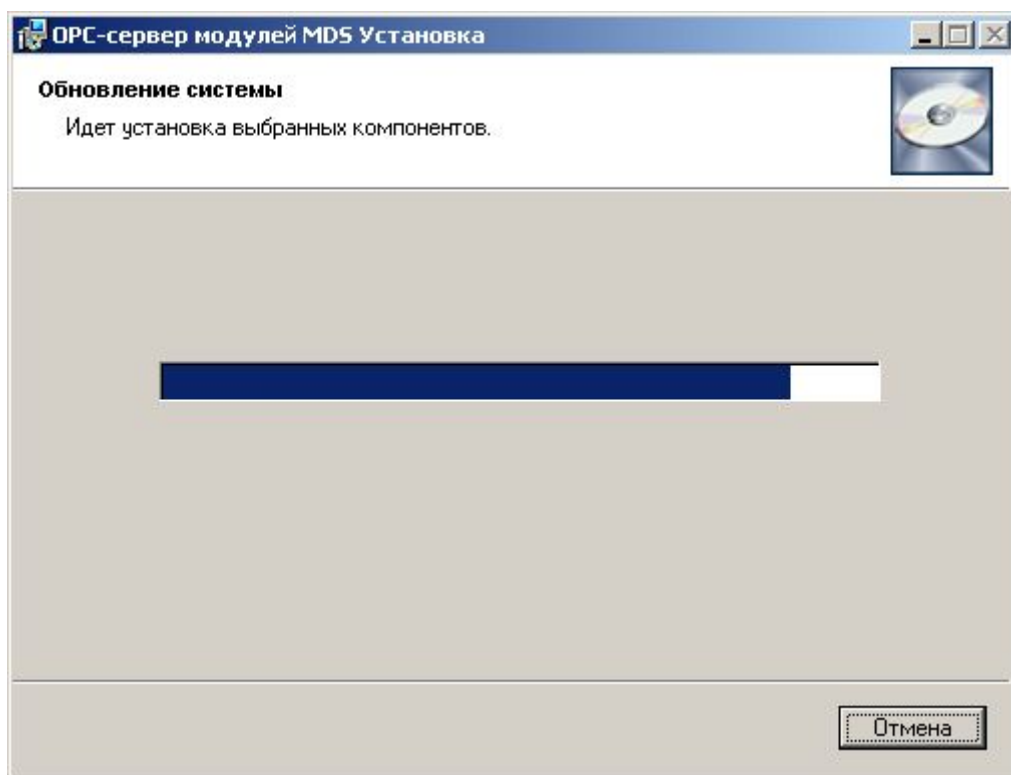 OPC-сервер модулей MDS Установка
Обновление системы
Идет установка выбранных компонентов.
Отмена